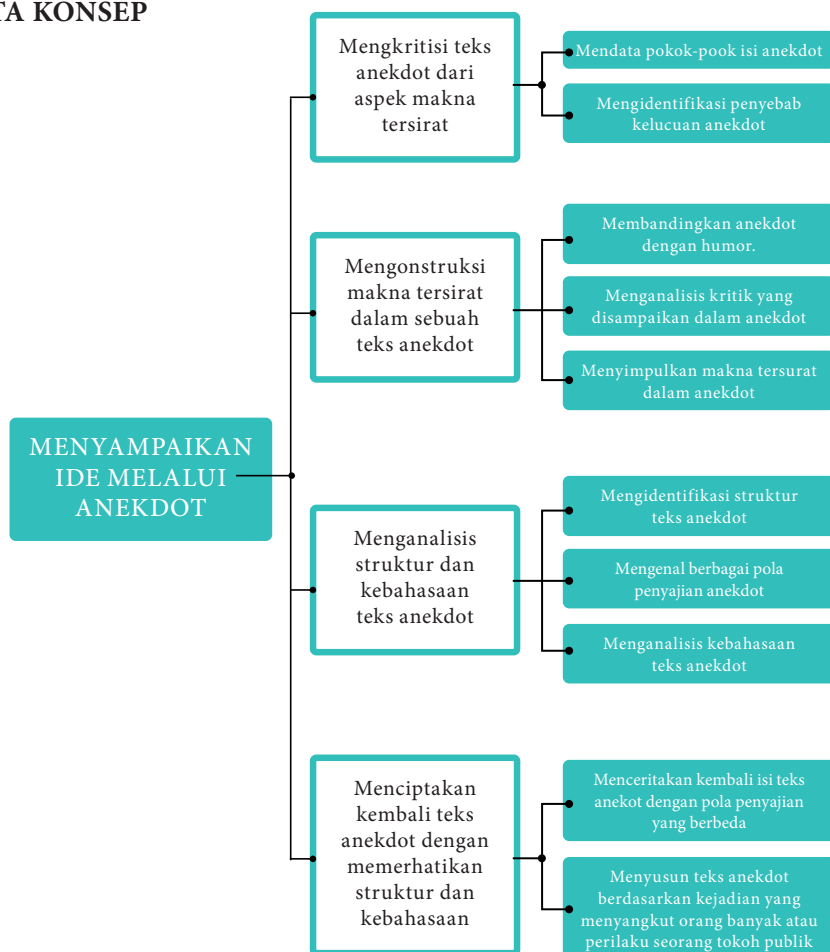 TA KONSEP
Mengkritisi teks
anekdot dari
aspek makna
tersirat
Mendata pokok-pook isi anekdot
Mengidentifikasi penyebab
kelucuan anekdot
Mengonstruksi
makna tersirat
dalam sebuah
teks anekdot
Membandingkan anekdot
dengan humor.
Menganalisis kritik yang
disampaikan dalam anekdot
Menyimpulkan makna tersurat
dalam anekdot
MENYAMPAIKAN
IDE MELALUI
ANEKDOT
Menganalisis
struktur dan
kebahasaan
teks anekdot
Mengidentifikasi struktur
teks anekdot
Mengenal berbagai pola
penyajian anekdot
Menganalisis kebahasaan
teks anekdot
Menciptakan
kembali teks
anekdot dengan
memerhatikan
struktur dan
kebahasaan
Menceritakan kembali isi teks
anekot dengan pola penyajian
yang berbeda
Menyusun teks anekdot
berdasarkan kejadian yang
menyangkut orang banyak atau
perilaku seorang tokoh publik